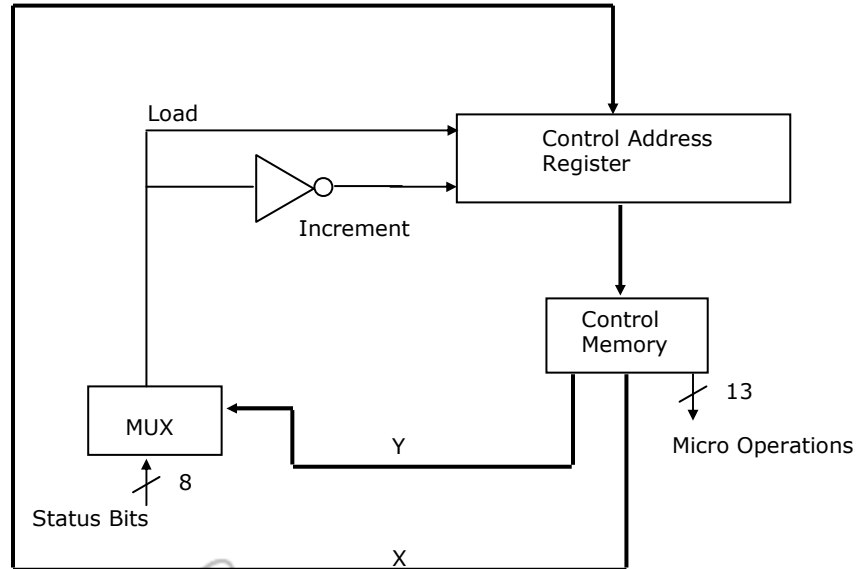 Load
Control Address
Register
Increment
Control
Memory
13
MUX
Y
Micro Operations
8
Status Bits
X